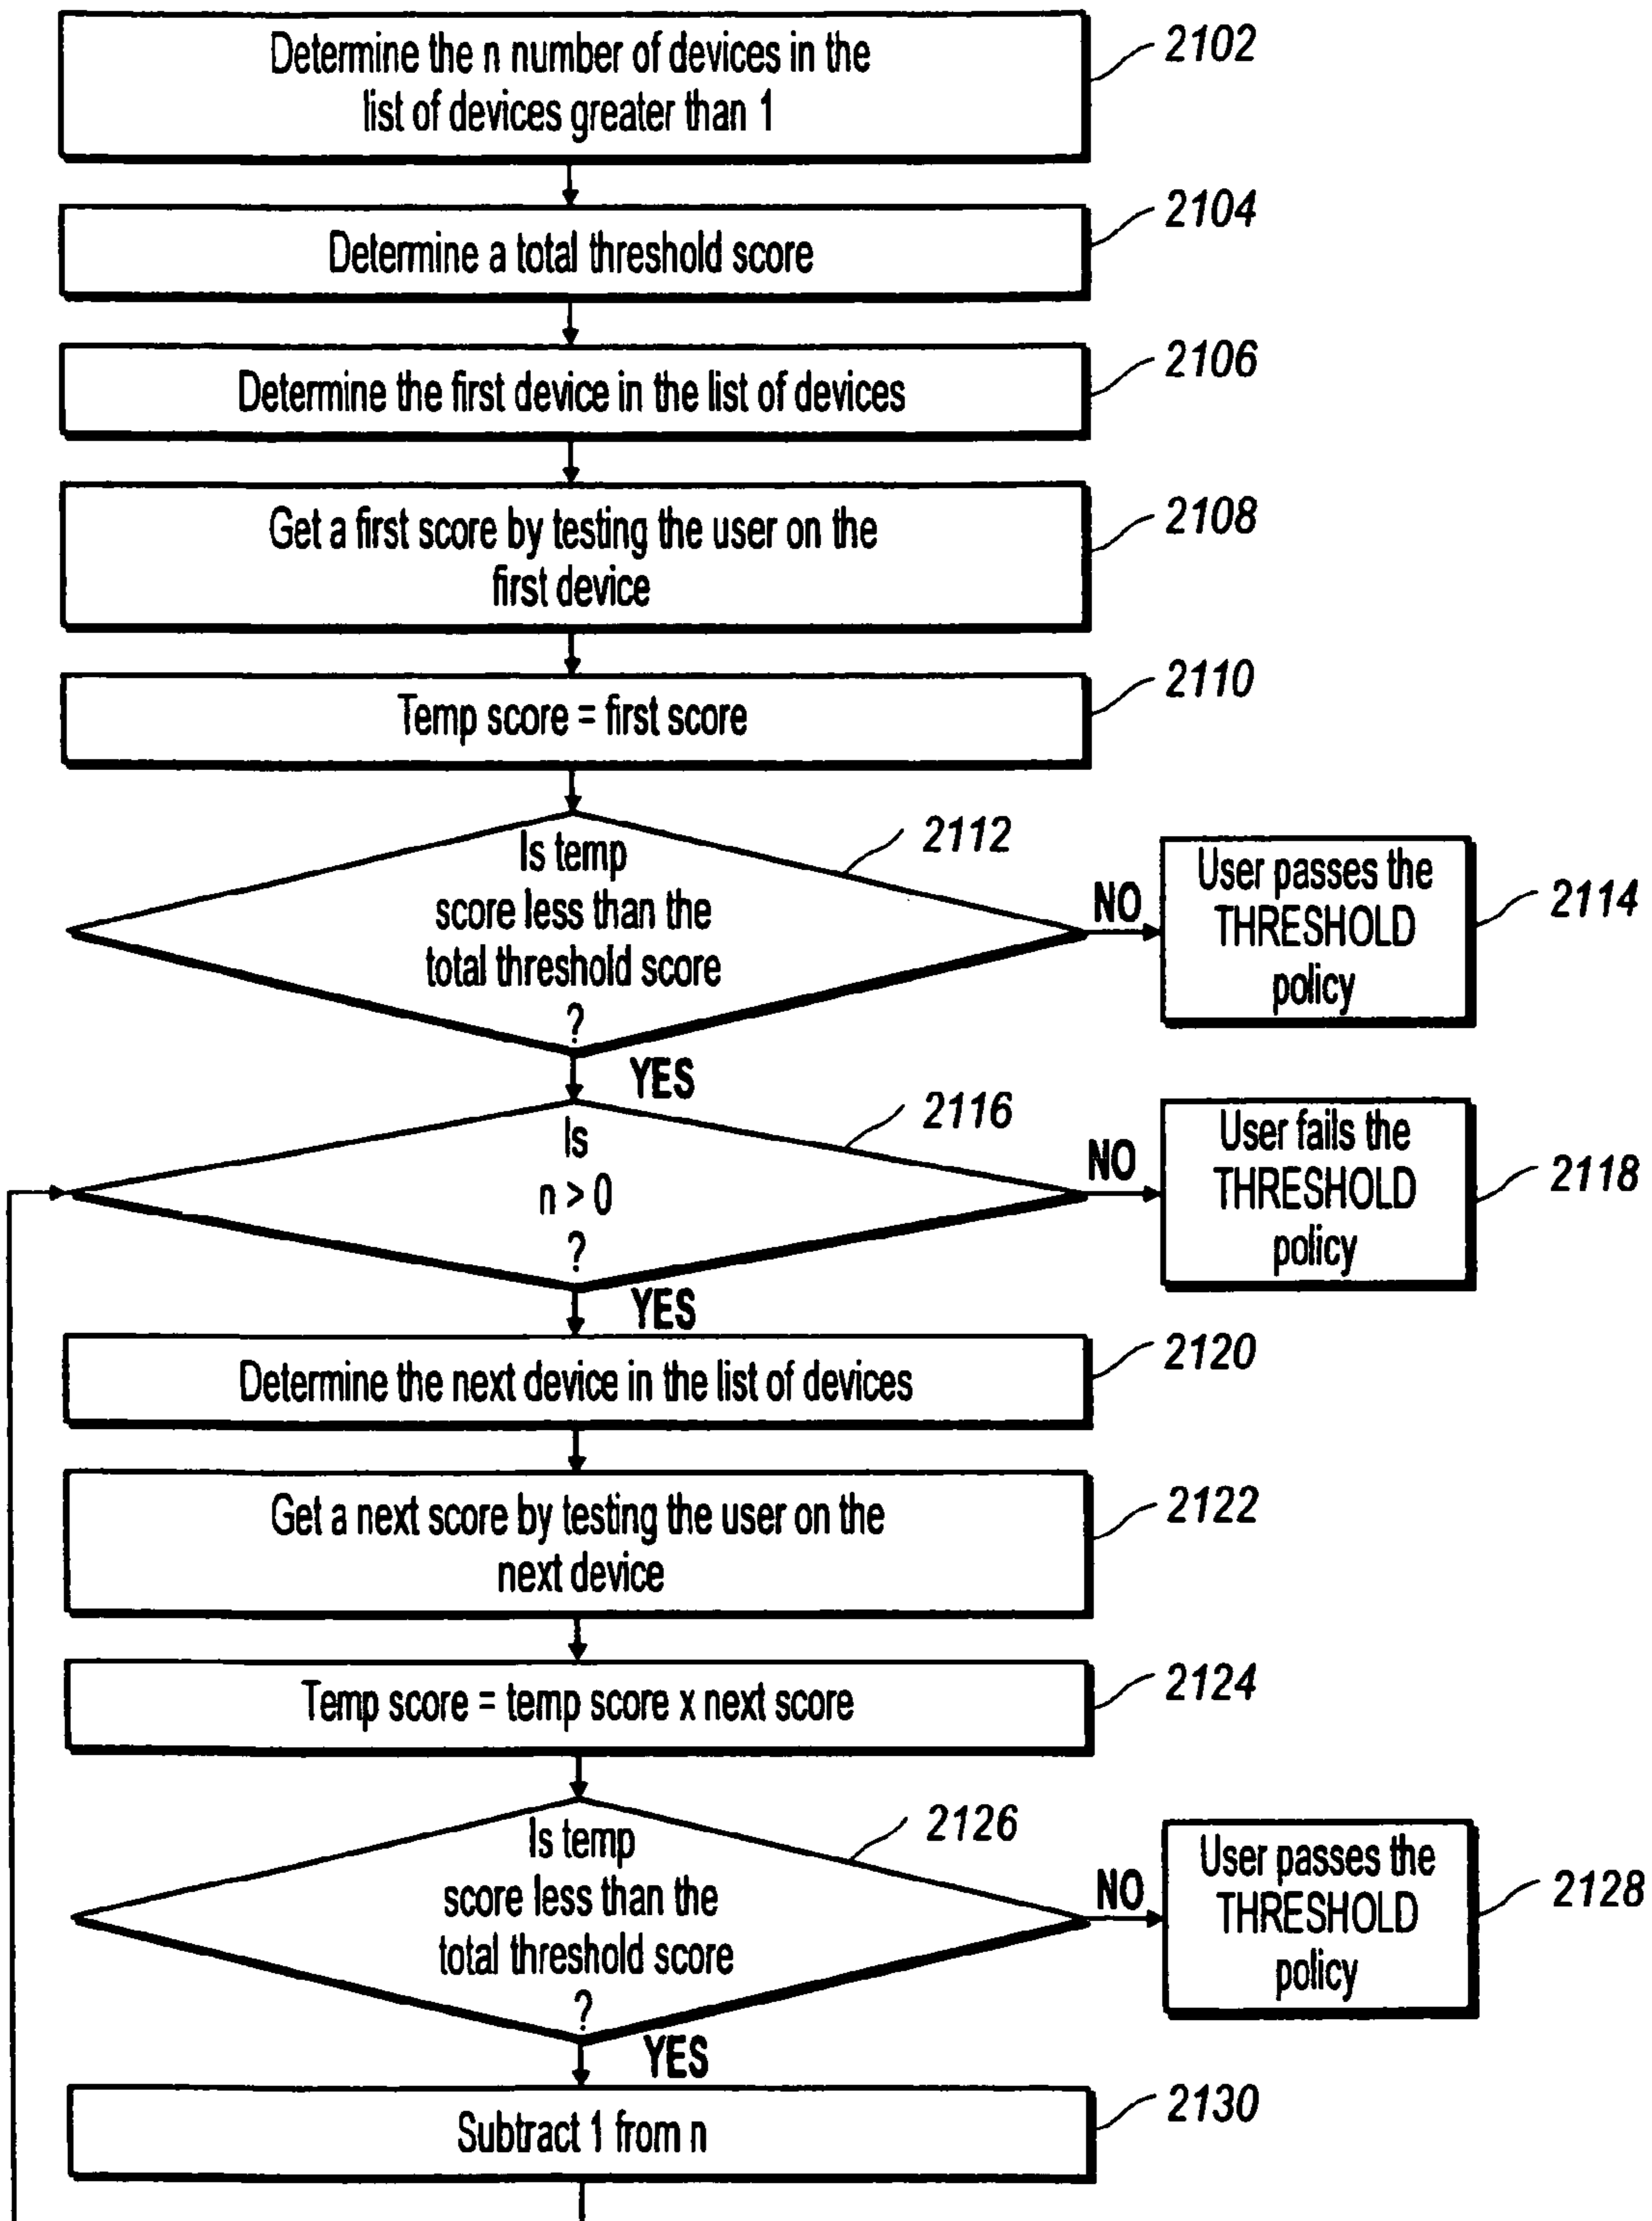 Determine the n number of devices in the
list of devices greater than 1
2102
Determine a total threshold score
2104
Determine the first device in the list of devices
2106
Get a first score by testing the user on the
first device
2108
Temp score = first score
2110
Is temp
score less than the
total threshold score
?
2112
NO
User passes the
THRESHOLD
policy
2114
YES
Is
n > 0
?
2116
NO
User fails the
THRESHOLD
policy
2118
YES
Determine the next device in the list of devices
2120
Get a next score by testing the user on the
next device
2122
Temp score = temp score x next score
2124
Is temp
score less than the
total threshold score
?
2126
NO
User passes the
THRESHOLD
policy
2128
YES
Subtract 1 from n
2130